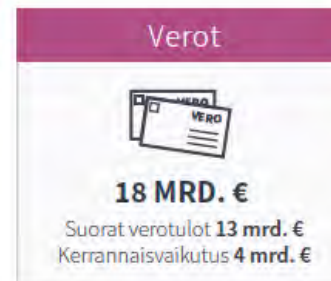 Verot
VERO
VERO
18 MRD. €
Suorat verotulot 13 mrd. €
Kerrannaisvaikutus 4 mrd. €